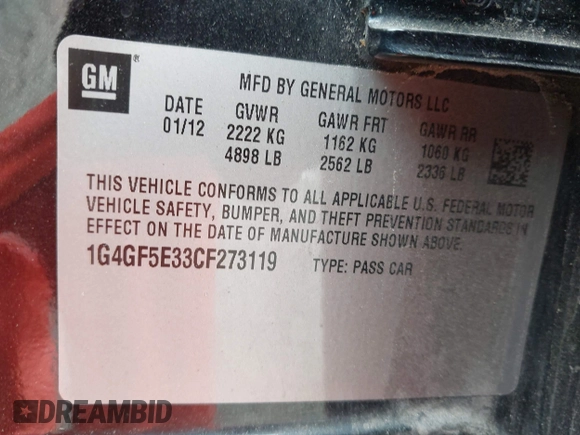 GM
MFD BY GENERAL MOTORS LLC
DATE GVWR GAWR FRT GAWR RR
01/12 2222 KG 1162 KG 1060 KG
4898 LB 2562 LB 2336 LB
THIS VEHICLE CONFORMS TO ALL APPLICABLE U.S. FEDERAL MOTOR
VEHICLE SAFETY, BUMPER, AND THEFT PREVENTION STANDARDS IN
EFFECT ON THE DATE OF MANUFACTURE SHOWN ABOVE.
1G4GF5E33CF273119 TYPE: PASS CAR
DREAMBID